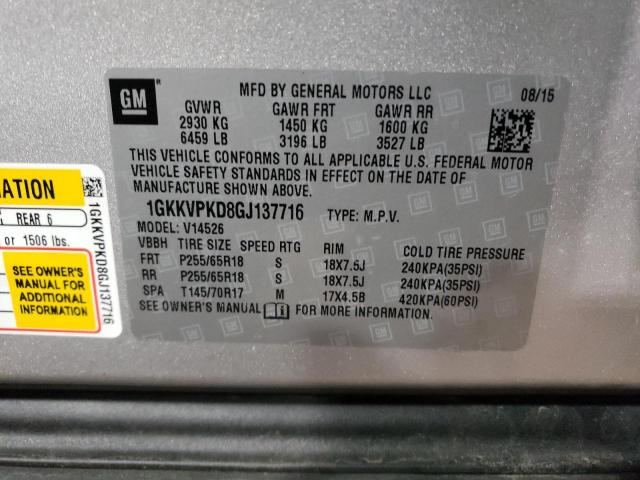 GM
MFD BY GENERAL MOTORS LLC 08/15
GVWR GAWR FRT GAWR RR
2930 KG 1450 KG 1600 KG
6459 LB 3196 LB 3527 LB
THIS VEHICLE CONFORMS TO ALL APPLICABLE U.S. FEDERAL MOTOR
VEHICLE SAFETY STANDARDS IN EFFECT ON THE DATE OF
MANUFACTURE SHOWN ABOVE.
1GKKVPKD8GJ137716 TYPE: M.P.V.
MODEL: V14526
VBBH TIRE SIZE SPEED RTG RIM COLD TIRE PRESSURE
FRT P255/65R18 S 18X7.5J 240KPA(35PSI)
RR P255/65R18 S 18X7.5J 240KPA(35PSI)
SPA T145/70R17 M 17X4.5B 420KPA(60PSI)
SEE OWNER'S MANUAL FOR MORE INFORMATION.
MATION
REAR 6
or 1506 lbs.
SEE OWNER'S
MANUAL FOR
ADDITIONAL
INFORMATION
1GKKVPKD8GJ137716